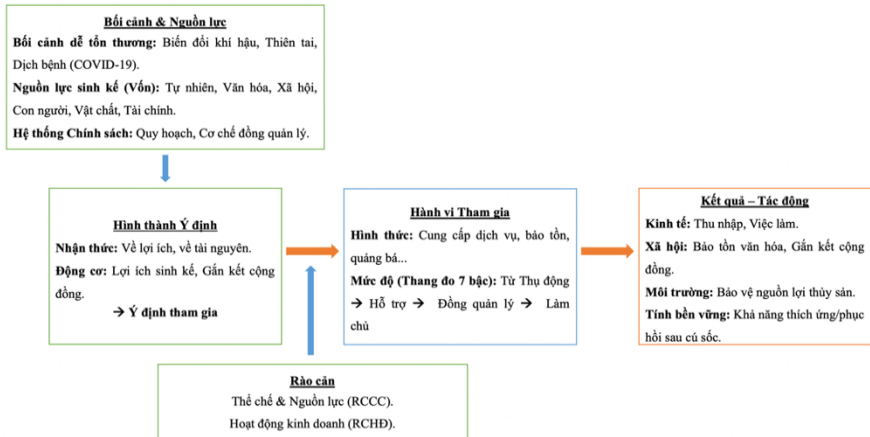 Bối cảnh & Nguồn lực
Bối cảnh dễ tổn thương: Biến đổi khí hậu, Thiên tai,
Dịch bệnh (COVID-19).
Nguồn lực sinh kế (Vốn): Tự nhiên, Văn hóa, Xã hội,
Con người, Vật chất, Tài chính.
Hệ thống Chính sách: Quy hoạch, Cơ chế đồng quản lý.
Hình thành Ý định
Nhận thức: Về lợi ích, về tài nguyên.
Động cơ: Lợi ích sinh kế, Gắn kết cộng
đồng.
→ Ý định tham gia
Hành vi Tham gia
Hình thức: Cung cấp dịch vụ, bảo tồn,
quảng bá...
Mức độ (Thang đo 7 bậc): Từ Thụ động
→ Hỗ trợ → Đồng quản lý → Làm
chủ
Kết quả – Tác động
Kinh tế: Thu nhập, Việc làm.
Xã hội: Bảo tồn văn hóa, Gắn kết cộng
đồng.
Môi trường: Bảo vệ nguồn lợi thủy sản.
Tính bền vững: Khả năng thích ứng/phục
hồi sau cú sốc.
Rào cản
Thể chế & Nguồn lực (RCCC).
Hoạt động kinh doanh (RCHĐ).